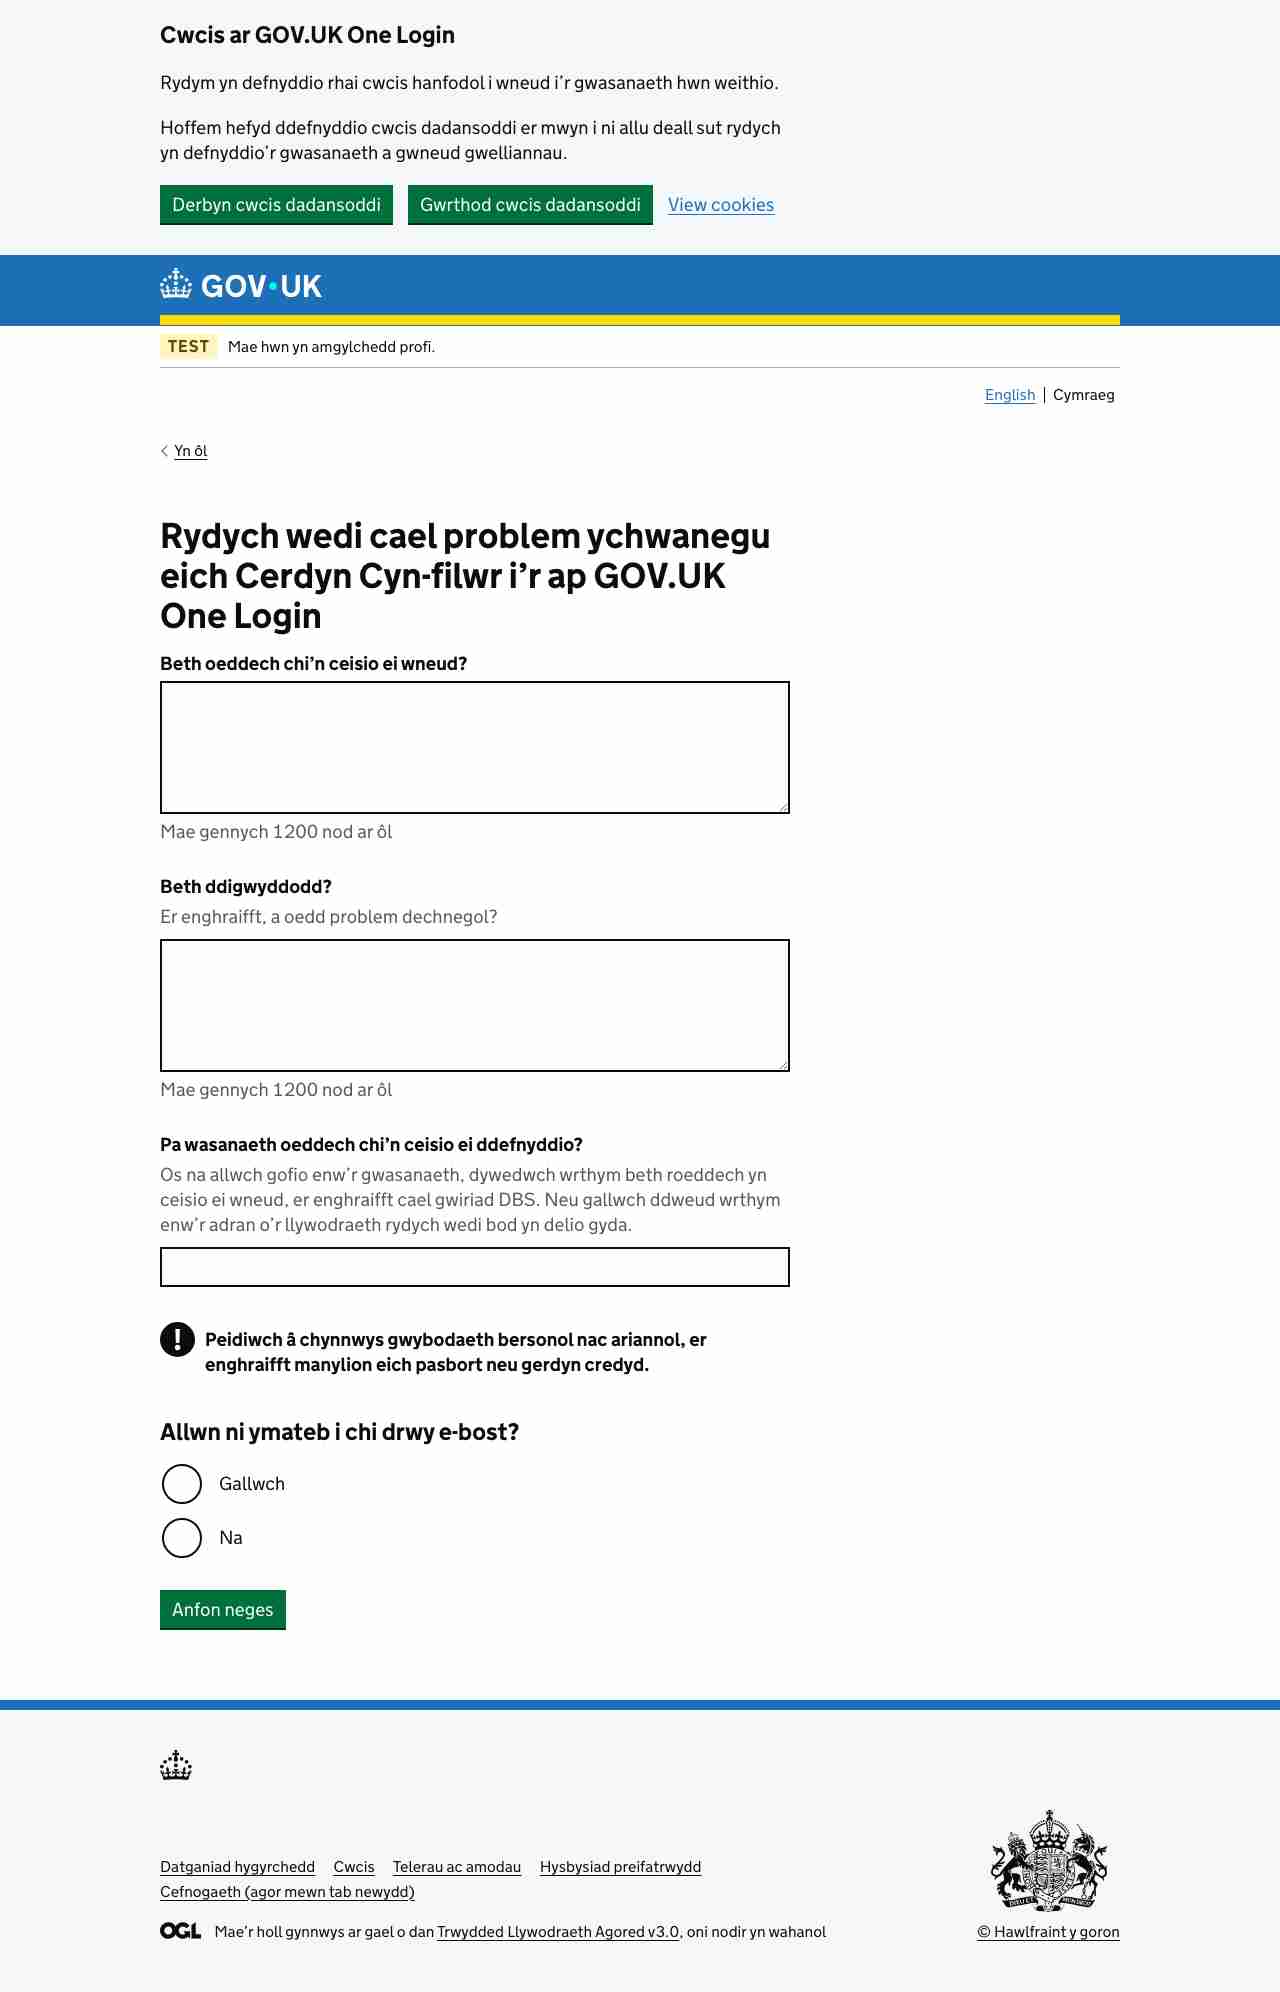 Cwcis ar GOV.UK One Login
Rydym yn defnyddio rhai cwcis hanfodol i wneud i’r gwasanaeth hwn weithio.
Hoffem hefyd ddefnyddio cwcis dadansoddi er mwyn i ni allu deall sut rydych
yn defnyddio’r gwasanaeth a gwneud gwelliannau.
Derbyn cwcis dadansoddi Gwrthod cwcis dadansoddi View cookies
GOV·UK
TEST Mae hwn yn amgylchedd profi.
English | Cymraeg
Yn ôl
Rydych wedi cael problem ychwanegu
eich Cerdyn Cyn-filwr i’r ap GOV.UK
One Login
Beth oeddech chi’n ceisio ei wneud?
Mae gennych 1200 nod ar ôl
Beth ddigwyddodd?
Er enghraifft, a oedd problem dechnegol?
Mae gennych 1200 nod ar ôl
Pa wasanaeth oeddech chi’n ceisio ei ddefnyddio?
Os na allwch gofio enw’r gwasanaeth, dywedwch wrthym beth roeddech yn
ceisio ei wneud, er enghraifft cael gwiriad DBS. Neu gallwch ddweud wrthym
enw’r adran o’r llywodraeth rydych wedi bod yn delio gyda.
! Peidiwch â chynnwys gwybodaeth bersonol nac ariannol, er
enghraifft manylion eich pasbort neu gerdyn credyd.
Allwn ni ymateb i chi drwy e-bost?
Gallwch
Na
Anfon neges
Datganiad hygyrchedd Cwcis Telerau ac amodau Hysbysiad preifatrwydd
Cefnogaeth (agor mewn tab newydd)
OGL Mae’r holl gynnwys ar gael o dan Trwydded Llywodraeth Agored v3.0, oni nodir yn wahanol
© Hawlfraint y goron